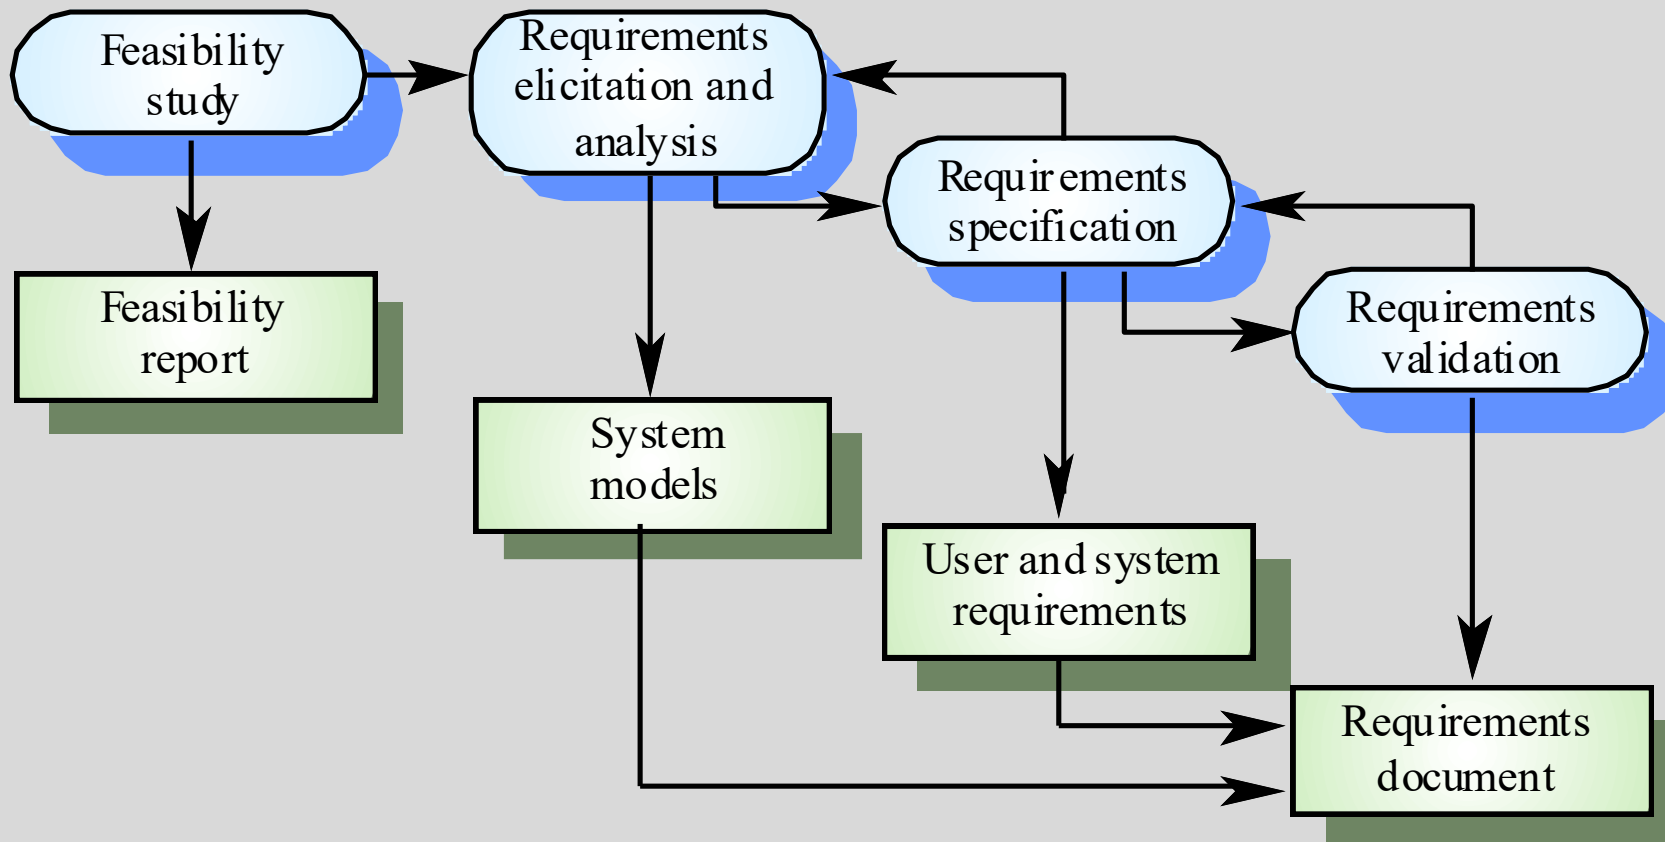 Feasibility
study
Requirements
elicitation and
analysis
Requirements
specification
Requirements
validation
Feasibility
report
System
models
User and system
requirements
Requirements
document